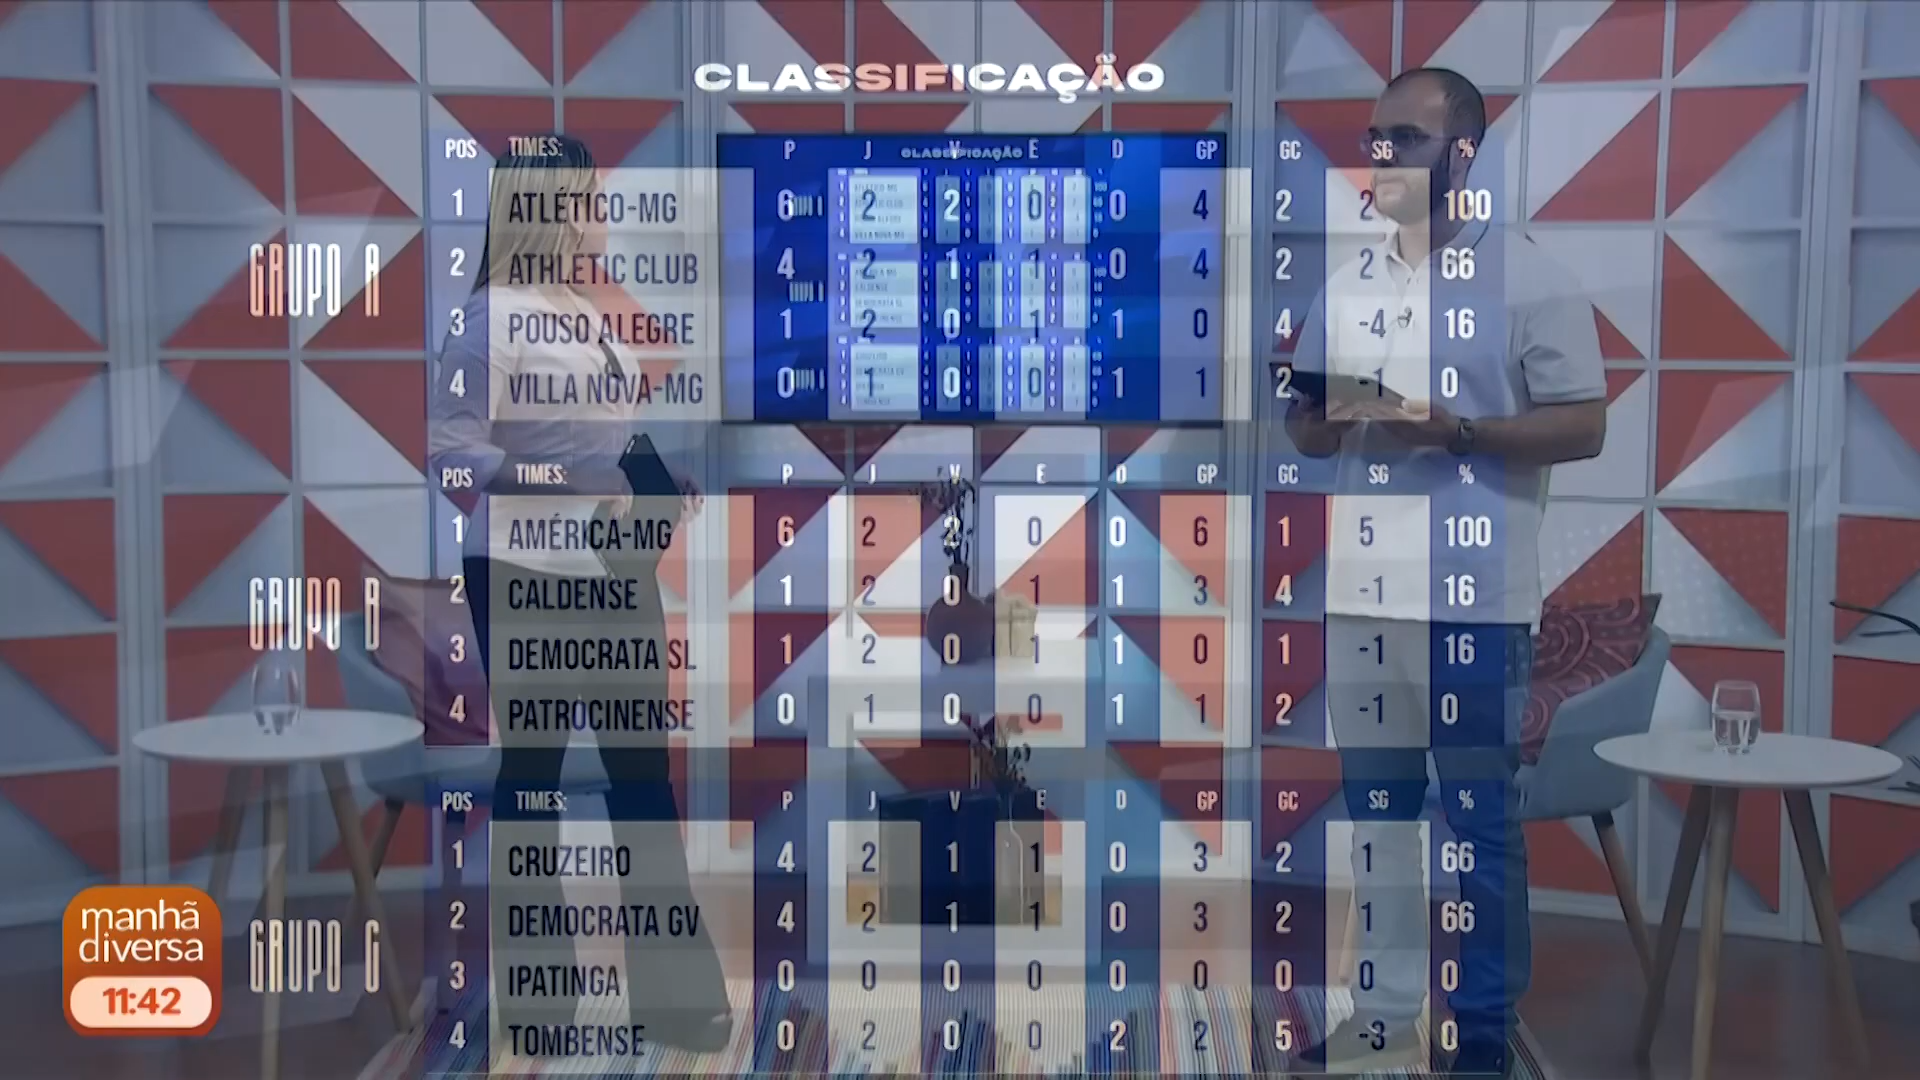 CLASSIFICAÇÃO
POS TIMES: P J V E D GP GC SG %
1 ATLÉTICO-MG 6 2 2 0 0 4 2 2 100
GRUPO A
2 ATHLETIC CLUB 4 2 1 1 0 4 2 2 66
3 POUSO ALEGRE 1 2 0 1 1 0 4 -4 16
4 VILLA NOVA-MG 0 1 0 0 1 1 2 -1 0
POS TIMES: P J V E D GP GC SG %
1 AMÉRICA-MG 6 2 2 0 0 6 1 5 100
GRUPO B
2 CALDENSE 1 2 0 1 1 3 4 -1 16
3 DEMOCRATA SL 1 2 0 1 1 0 1 -1 16
4 PATROCINENSE 0 1 0 0 1 1 2 -1 0
POS TIMES: P J V E D GP GC SG %
1 CRUZEIRO 4 2 1 1 0 3 2 1 66
2 DEMOCRATA GV 4 2 1 1 0 3 2 1 66
GRUPO C
3 IPATINGA 0 0 0 0 0 0 0 0 0
4 TOMBENSE 0 2 0 0 2 2 5 -3 0
manhã
diversa
11:42
CLASSIFICAÇÃO